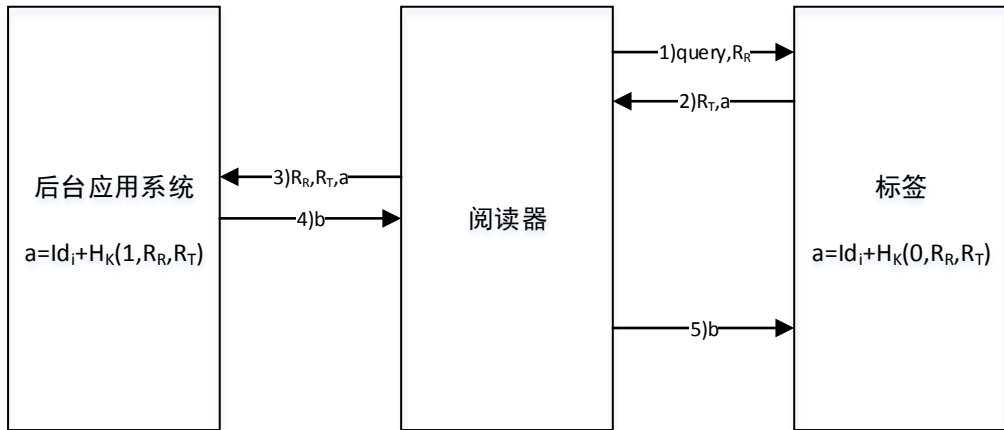 1)query,R_R
2)R_T,a
后台应用系统
a=Id_i+H_K(1,R_R,R_T)
3)R_R,R_T,a
4)b
阅读器
标签
a=Id_i+H_K(0,R_R,R_T)
5)b